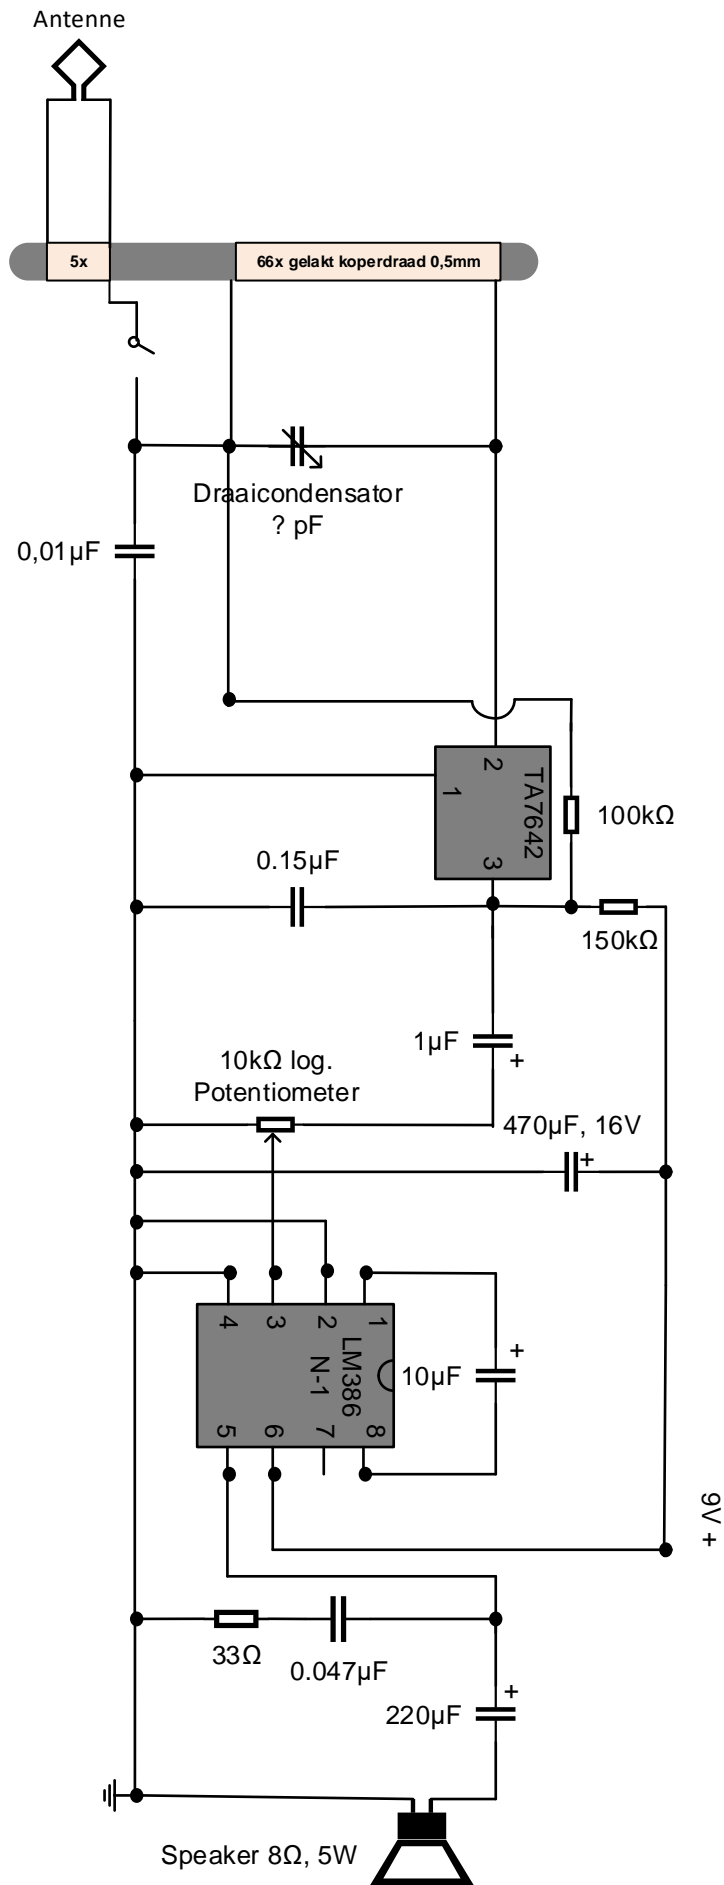 Antenne
5x
66x gelakt koperdraad 0,5mm
Draaicondensator
? pF
0,01µF
2
1
TA7642
3
100kΩ
0.15µF
150kΩ
1µF
+
10kΩ log.
Potentiometer
470µF, 16V
+
4
3
2
1
LM386
N-1
10µF
+
5
6
7
8
9V +
33Ω
0.047µF
220µF
+
Speaker 8Ω, 5W